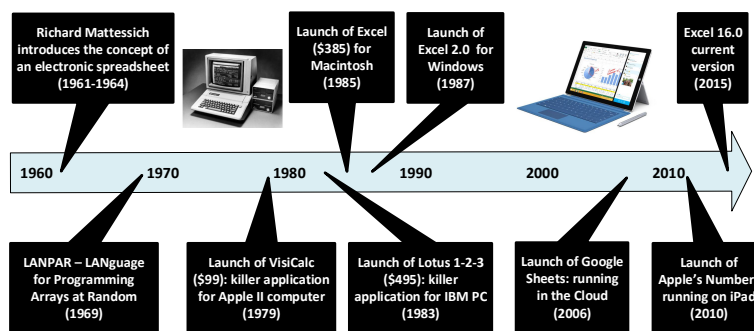 Richard Mattessich
introduces the concept of
an electronic spreadsheet
(1961-1964)
Launch of Excel
($385) for
Macintosh
(1985)
Launch of
Excel 2.0 for
Windows
(1987)
Excel 16.0
current
version
(2015)
1960
1970
1980
1990
2000
2010
LANPAR – LANguage
for Programming
Arrays at Random
(1969)
Launch of VisiCalc
($99): killer application
for Apple II computer
(1979)
Launch of Lotus 1-2-3
($495): killer
application for IBM PC
(1983)
Launch of Google
Sheets: running
in the Cloud
(2006)
Launch of
Apple's Number
running on iPad
(2010)